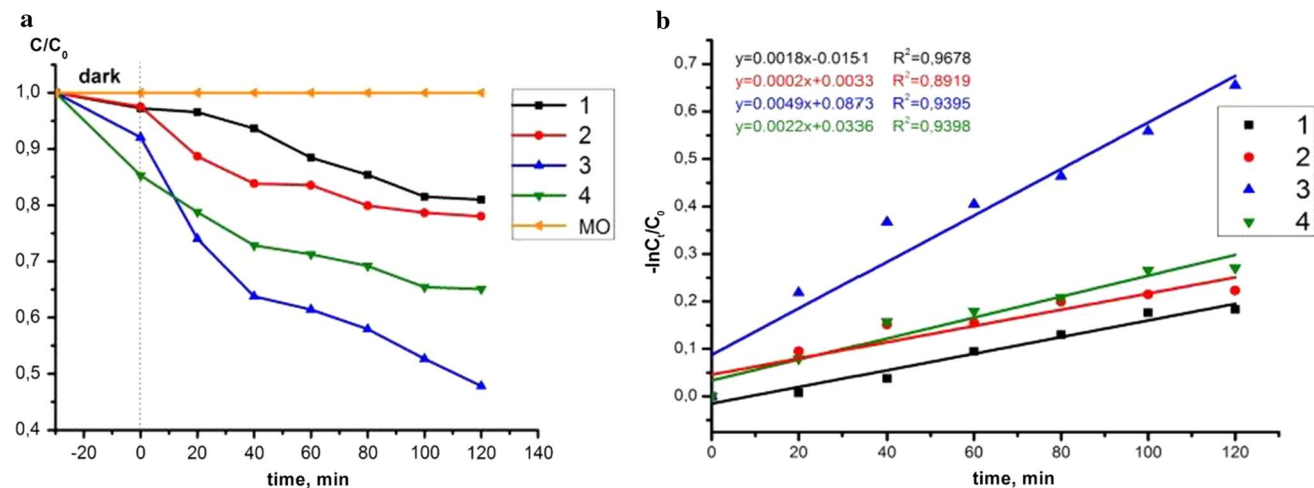 a
C/C₀
dark
1,0
0,9
0,8
0,7
0,6
0,5
0,4
-20 0 20 40 60 80 100 120 140
time, min
1
2
3
4
MO
b
y=0.0018x-0.0151 R²=0,9678
y=0.0002x+0.0033 R²=0,8919
y=0.0049x+0.0873 R²=0,9395
y=0.0022x+0.0336 R²=0,9398
-lnCₜ/C₀
0,7
0,6
0,5
0,4
0,3
0,2
0,1
0,0
0 20 40 60 80 100 120
time, min
1
2
3
4